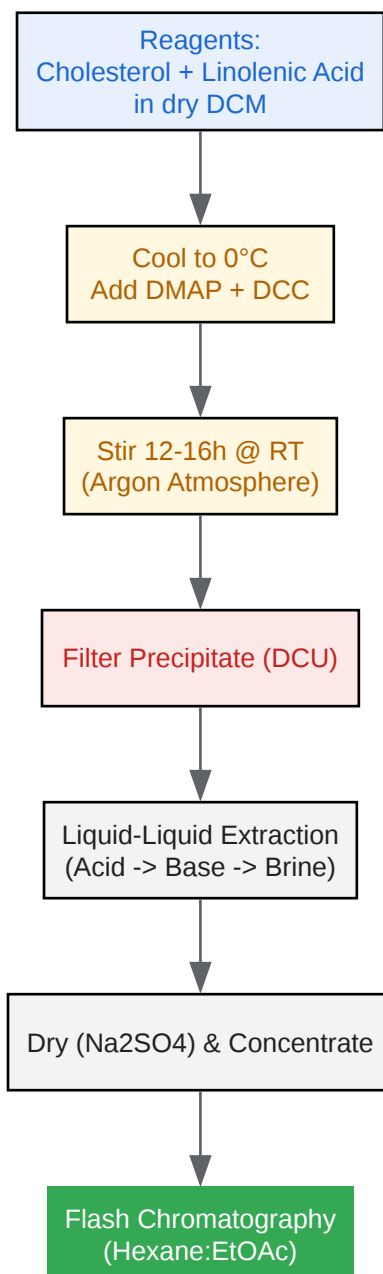 Reagents:
Cholesterol + Linolenic Acid
in dry DCM
Cool to 0°C
Add DMAP + DCC
Stir 12-16h @ RT
(Argon Atmosphere)
Filter Precipitate (DCU)
Liquid-Liquid Extraction
(Acid -> Base -> Brine)
Dry (Na2SO4) & Concentrate
Flash Chromatography
(Hexane:EtOAc)